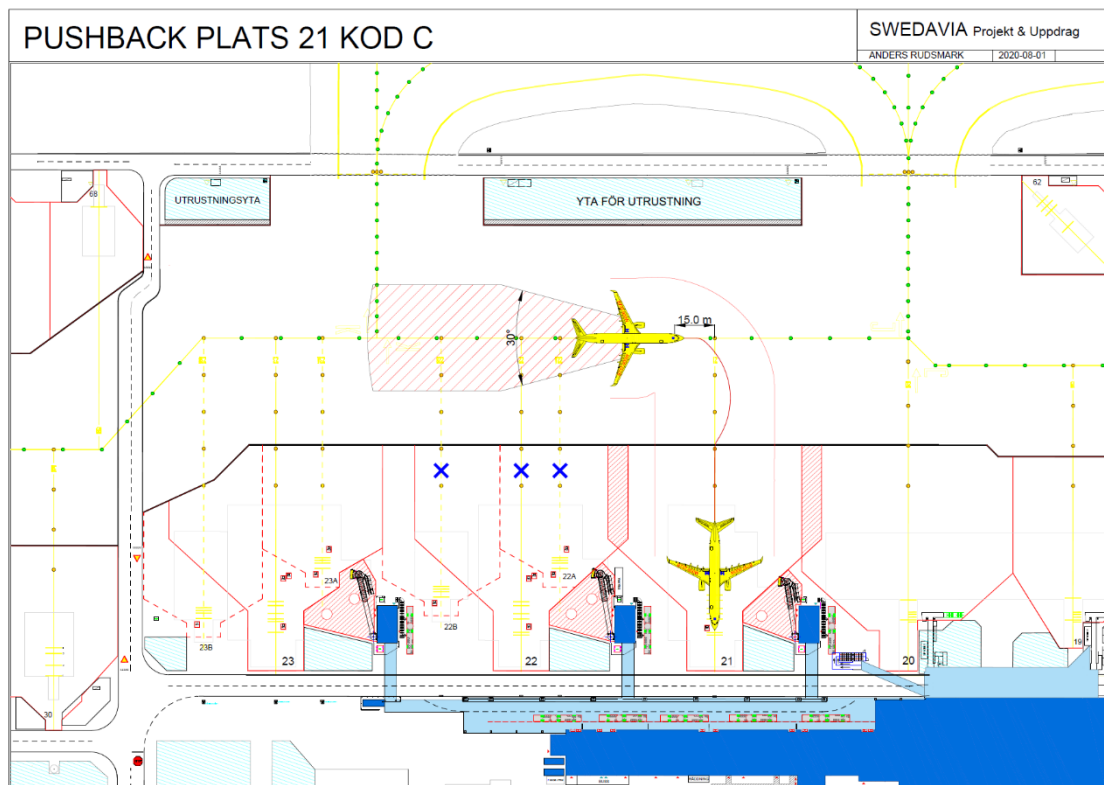 PUSHBACK PLATS 21 KOD C
SWEDAVIA Projekt & Uppdrag
ANDERS RUDSMARK 2020-08-01
68
62
UTRUSTNINGSYTA
YTA FÖR UTRUSTNING
15.0 m
30°
23A
22A
22B
23B
23
22
21
20
19
30